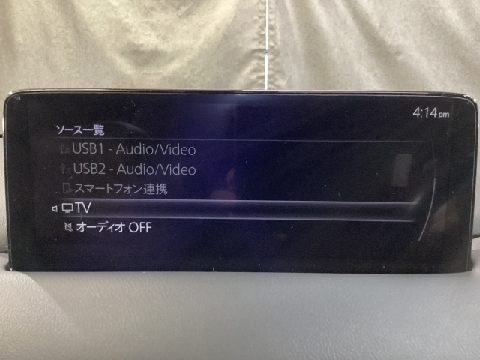 4:14pm
ソース一覧
USB1 - Audio/Video
USB2 - Audio/Video
スマートフォン連携
TV
オーディオ OFF